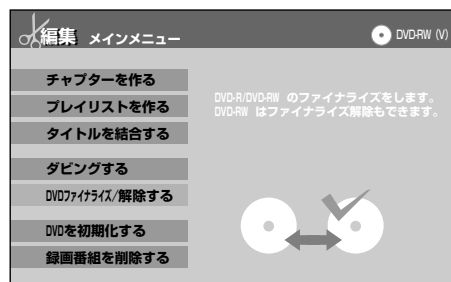 編集 メインメニュー
DVD-RW (V)
チャプターを作る
プレイリストを作る
タイトルを結合する
ダビングする
DVDファイナライズ/解除する
DVDを初期化する
録画番組を削除する
DVD-R/DVD-RW のファイナライズをします。
DVD-RW はファイナライズ解除もできます。